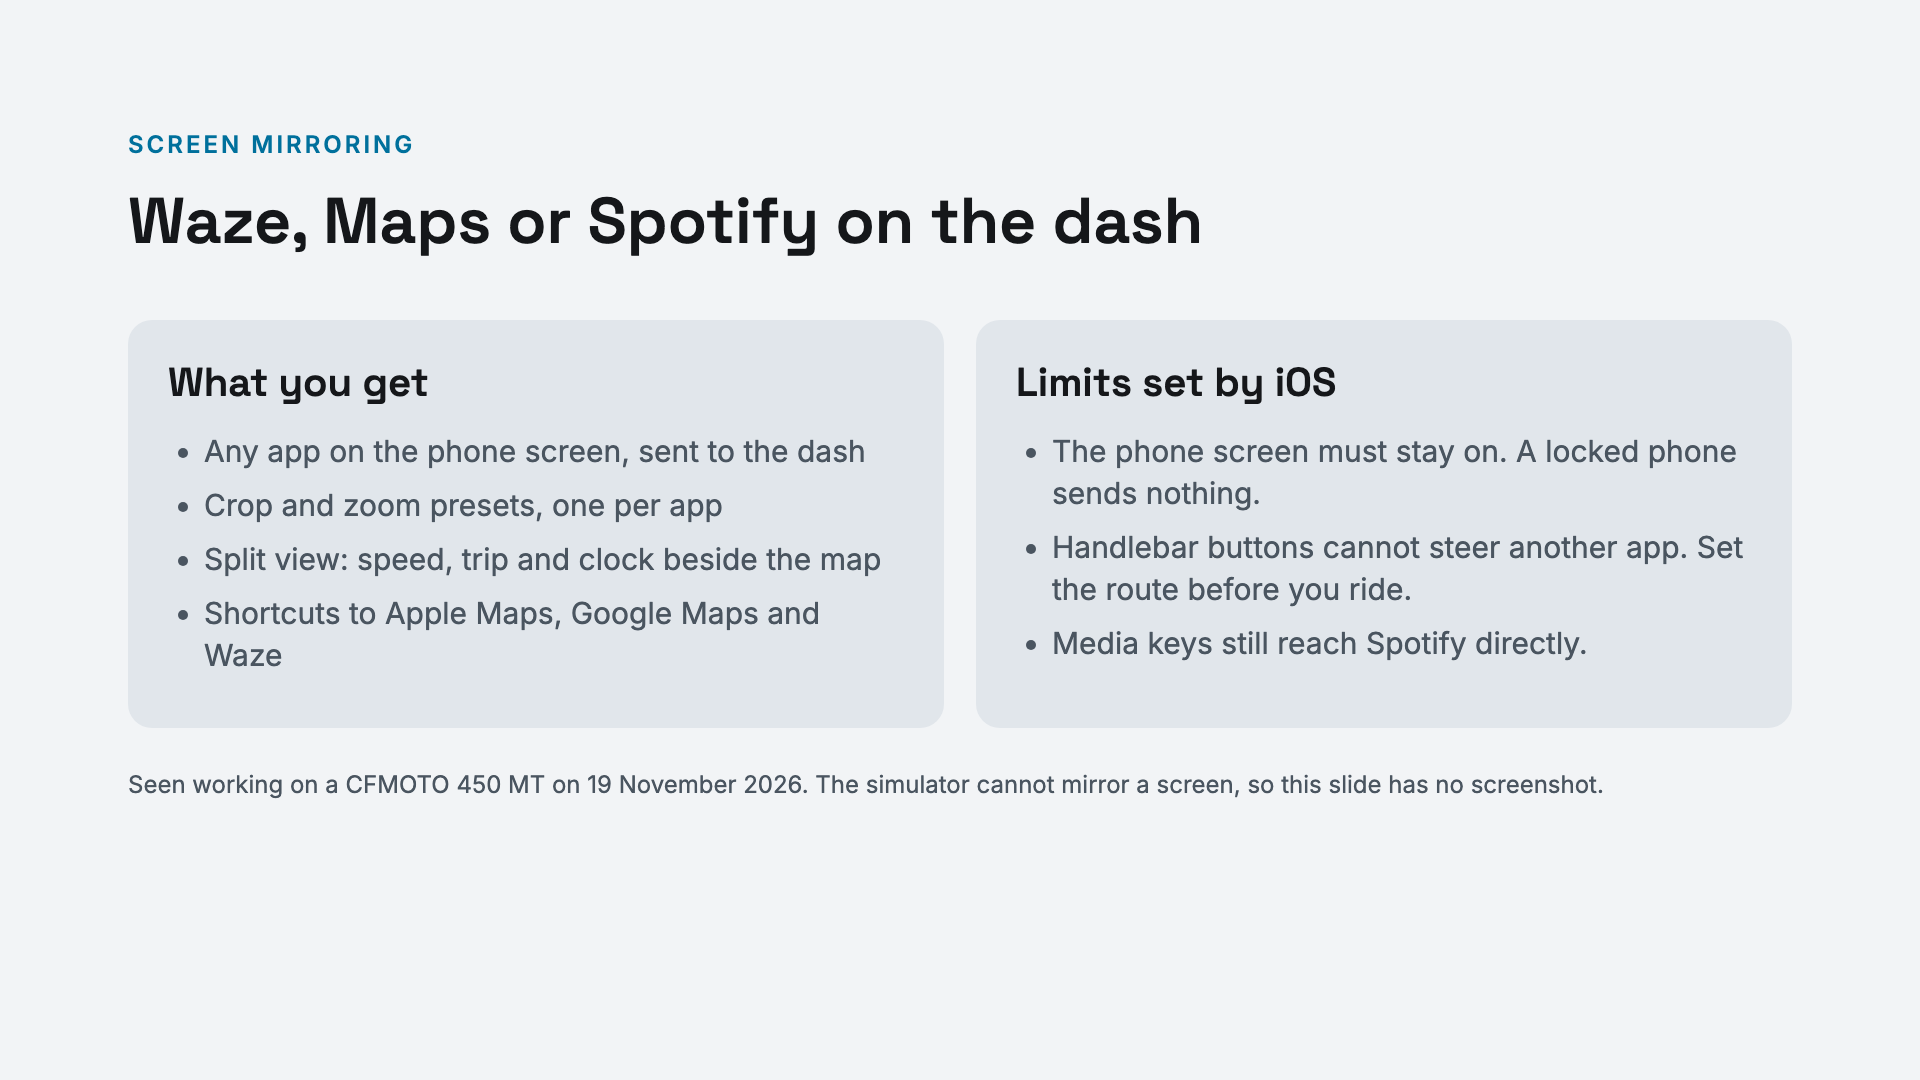 SCREEN MIRRORING
Waze, Maps or Spotify on the dash
What you get
• Any app on the phone screen, sent to the dash
• Crop and zoom presets, one per app
• Split view: speed, trip and clock beside the map
• Shortcuts to Apple Maps, Google Maps and
Waze
Limits set by iOS
• The phone screen must stay on. A locked phone
sends nothing.
• Handlebar buttons cannot steer another app. Set
the route before you ride.
• Media keys still reach Spotify directly.
Seen working on a CFMOTO 450 MT on 19 November 2026. The simulator cannot mirror a screen, so this slide has no screenshot.